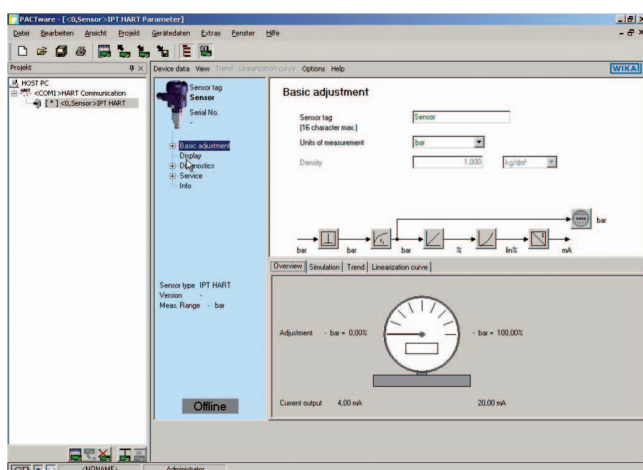 PACTware - [<0,Sensor>IPT HART Parameter]
Datei Bearbeiten Ansicht Projekt Gerätedaten Extras Fenster Hilfe
Projekt
HOST PC
<COM1>HART Communication
[*] <0,Sensor>IPT HART
Device data View Trend Linearization curve Options Help
WIKA
Sensor tag
Sensor
Serial No.
-
Basic adjustment
Display
Diagnostics
Service
Info
Sensor type IPT HART
Version -
Meas. Range - bar
Offline
Basic adjustment
Sensor tag Sensor
(16 character max.)
Units of measurement bar
Density 1,000 kg/dm³
bar
bar bar bar % lin% mA
Overview Simulation Trend Linearization curve
Adjustment - bar = 0,00% - bar = 100,00%
Current output 4,00 mA 20,00 mA
<NONAME> Administrator